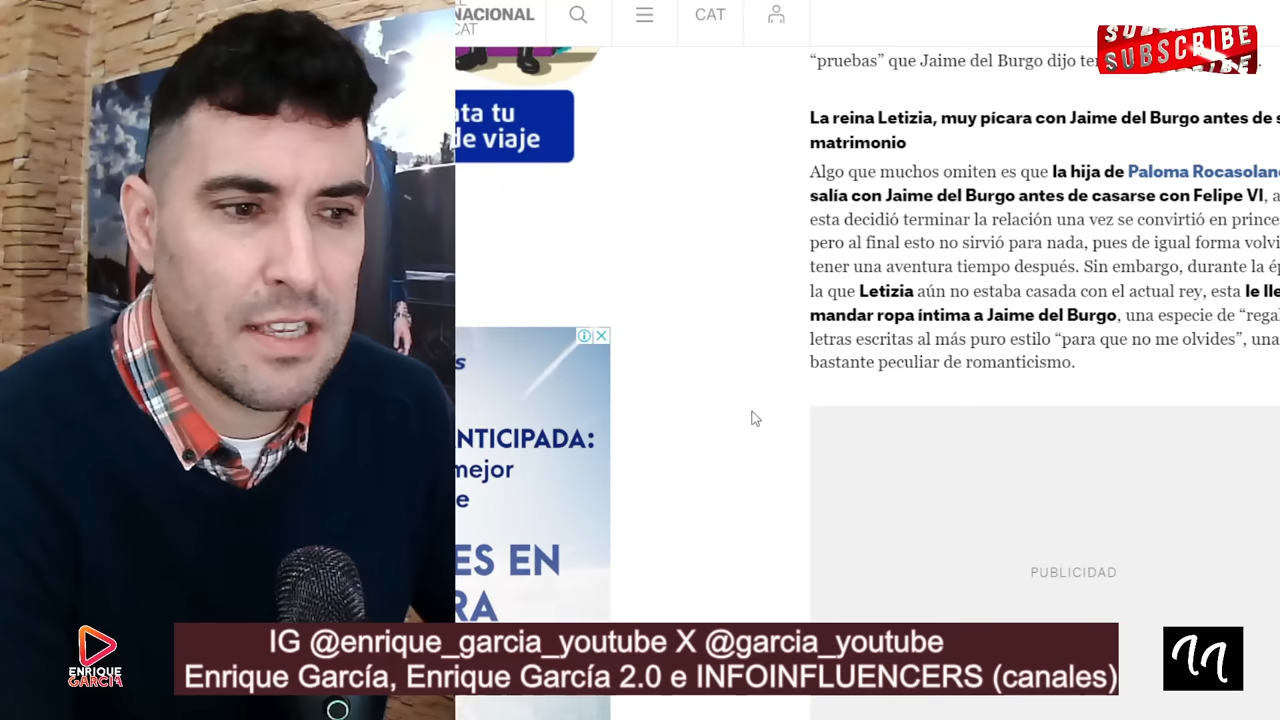 NACIONAL
CAT
CAT
SUBSCRIBE
SUBSCRIBE
SUBSCRIBE
nta tu
de viaje
s
NTICIPADA:
mejor
e
ES EN
RA
“pruebas” que Jaime del Burgo dijo
La reina Letizia, muy pícara con Jaime del Burgo antes de s
matrimonio
Algo que muchos omiten es que la hija de Paloma Rocasolano
salía con Jaime del Burgo antes de casarse con Felipe VI, a
esta decidió terminar la relación una vez se convirtió en prince
pero al final esto no sirvió para nada, pues de igual forma volvi
tener una aventura tiempo después. Sin embargo, durante la é
la que Letizia aún no estaba casada con el actual rey, esta le lle
mandar ropa íntima a Jaime del Burgo, una especie de “regal
letras escritas al más puro estilo “para que no me olvides”, una
bastante peculiar de romanticismo.
PUBLICIDAD
IG @enrique_garcia_youtube X @garcia_youtube
Enrique García, Enrique García 2.0 e INFOINFLUENCERS (canales)
ENRIQUE
GARCÍA